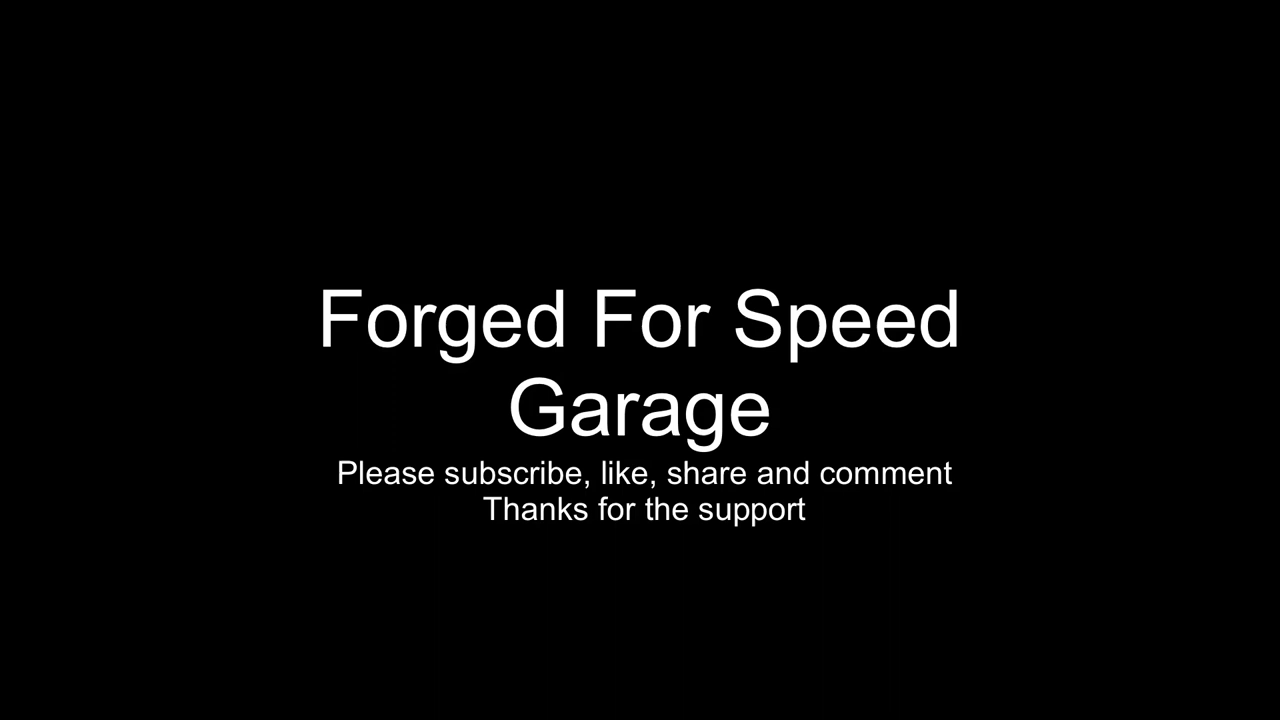 Forged For Speed
Garage
Please subscribe, like, share and comment
Thanks for the support